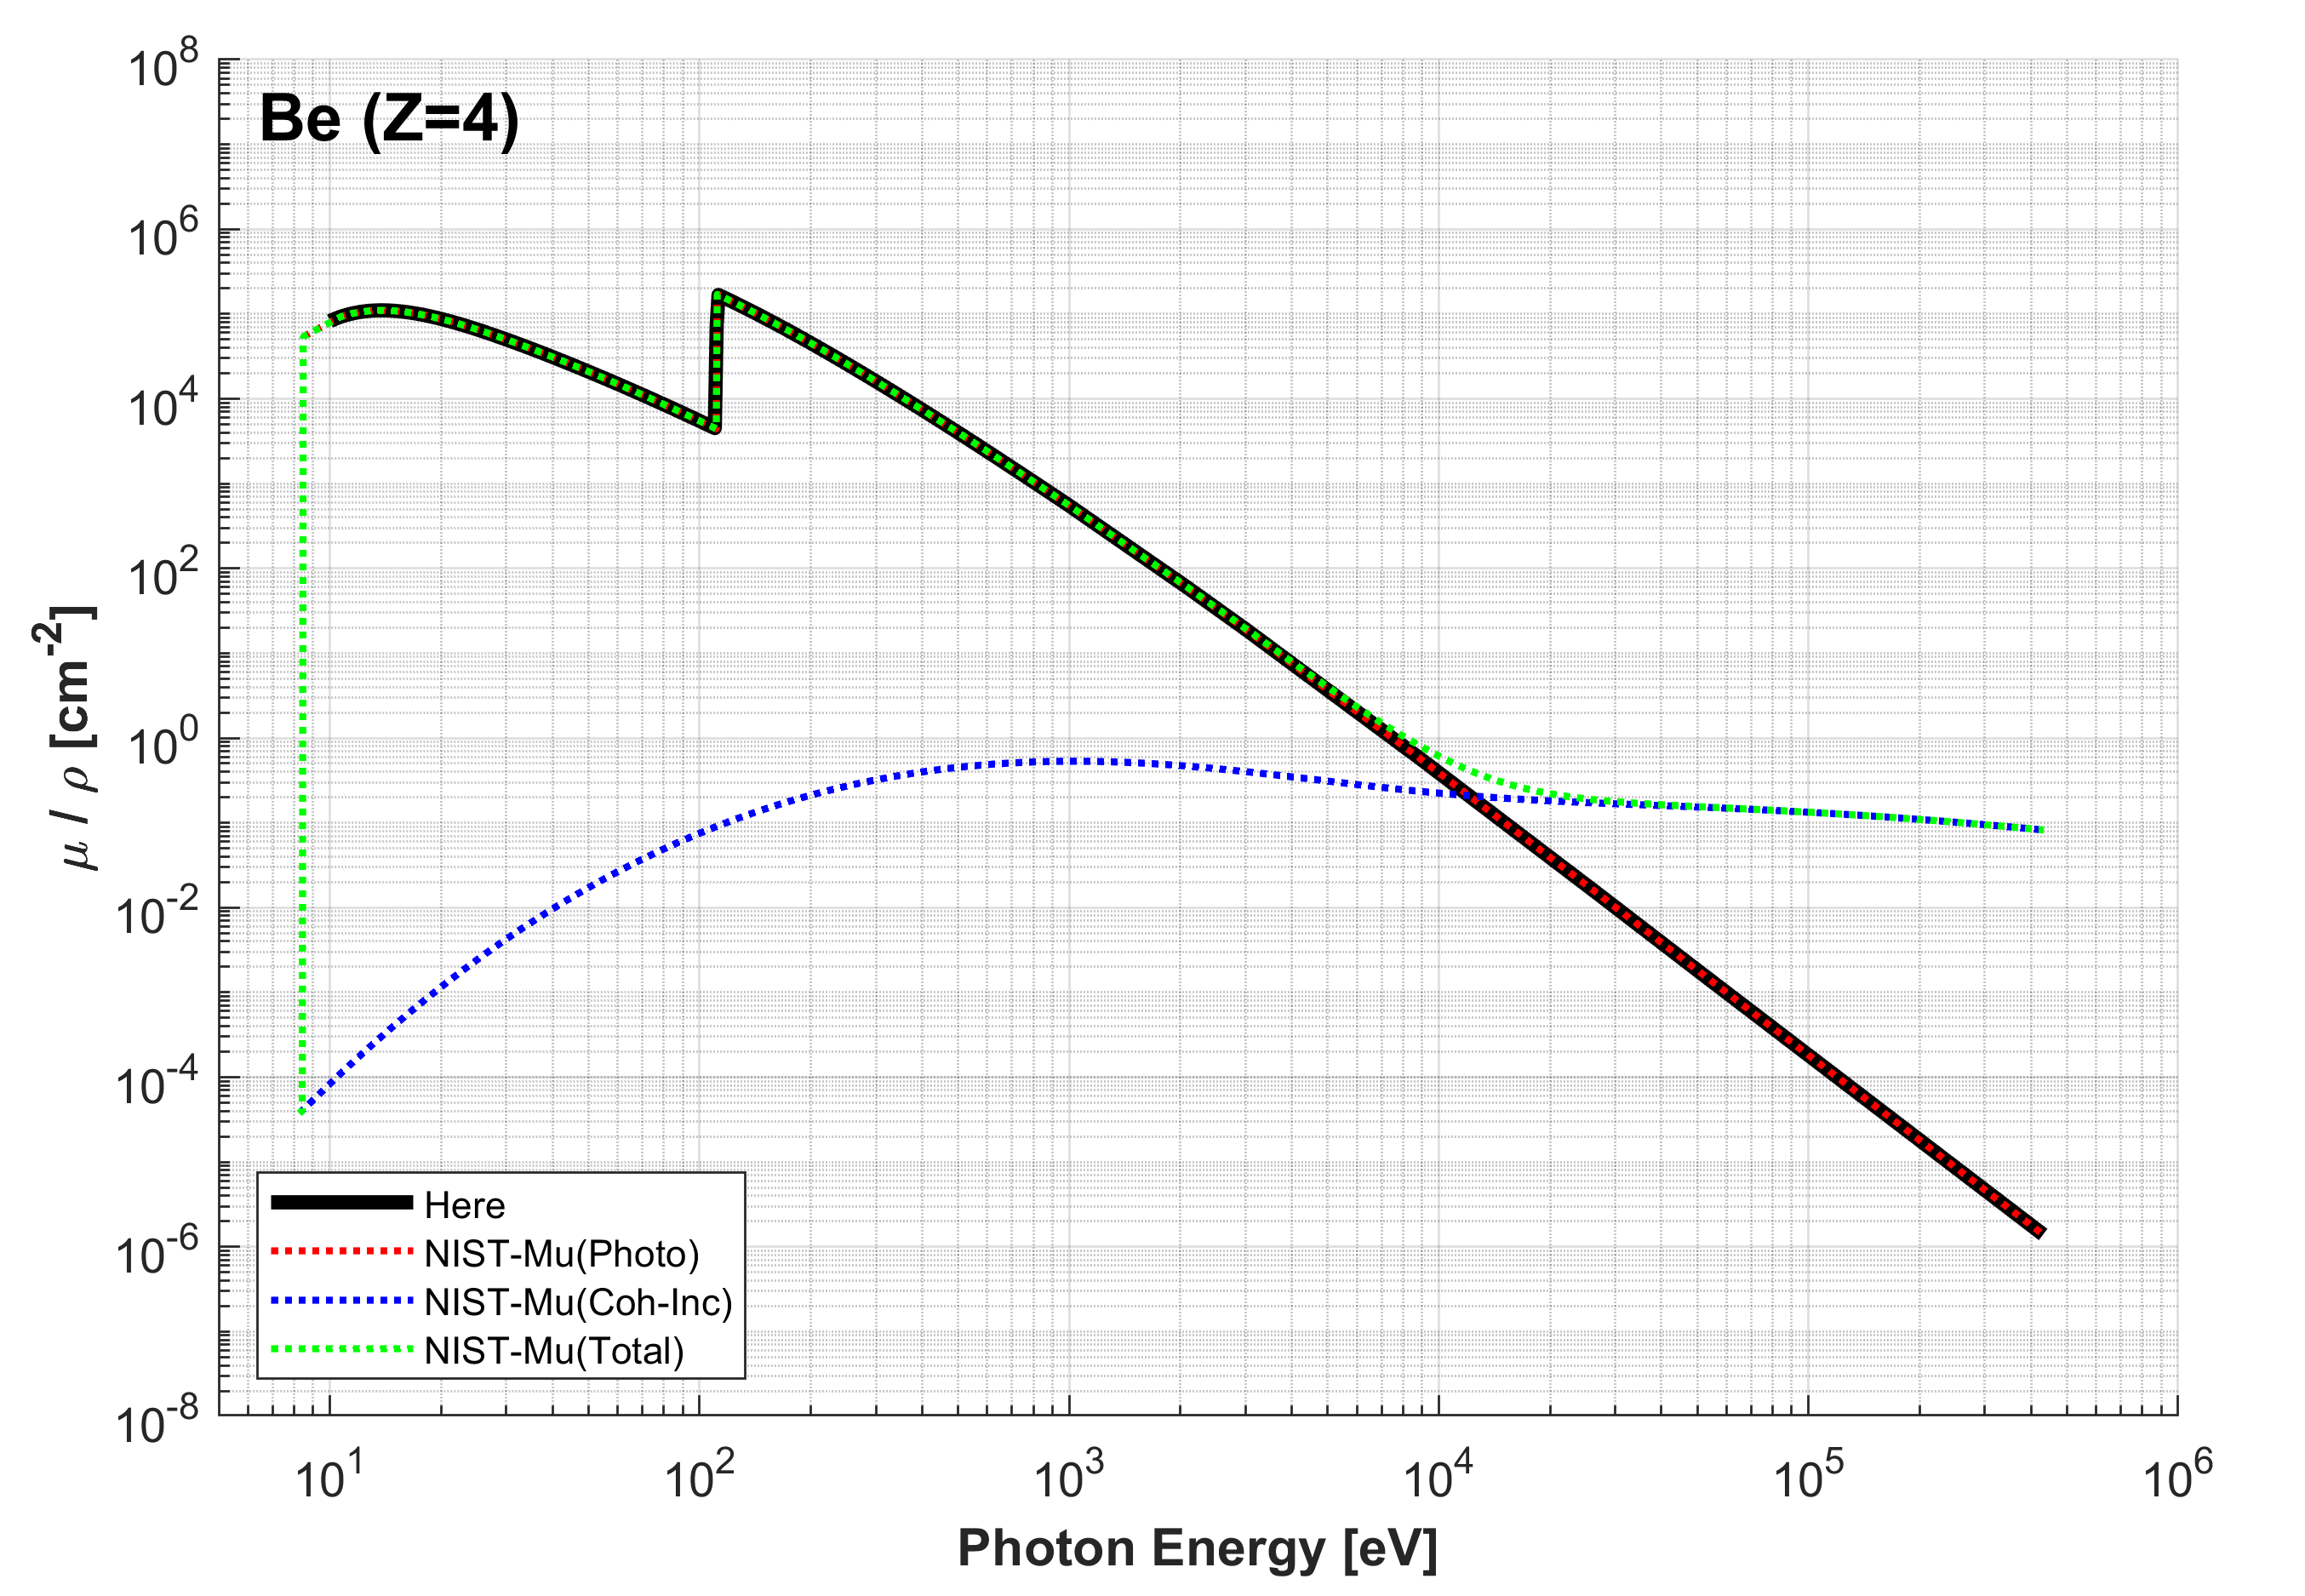 Be (Z=4)
10^8
10^6
10^4
10^2
10^0
10^-2
10^-4
10^-6
10^-8
μ / ρ [cm^-2]
Here
NIST-Mu(Photo)
NIST-Mu(Coh-Inc)
NIST-Mu(Total)
10^1 10^2 10^3 10^4 10^5 10^6
Photon Energy [eV]